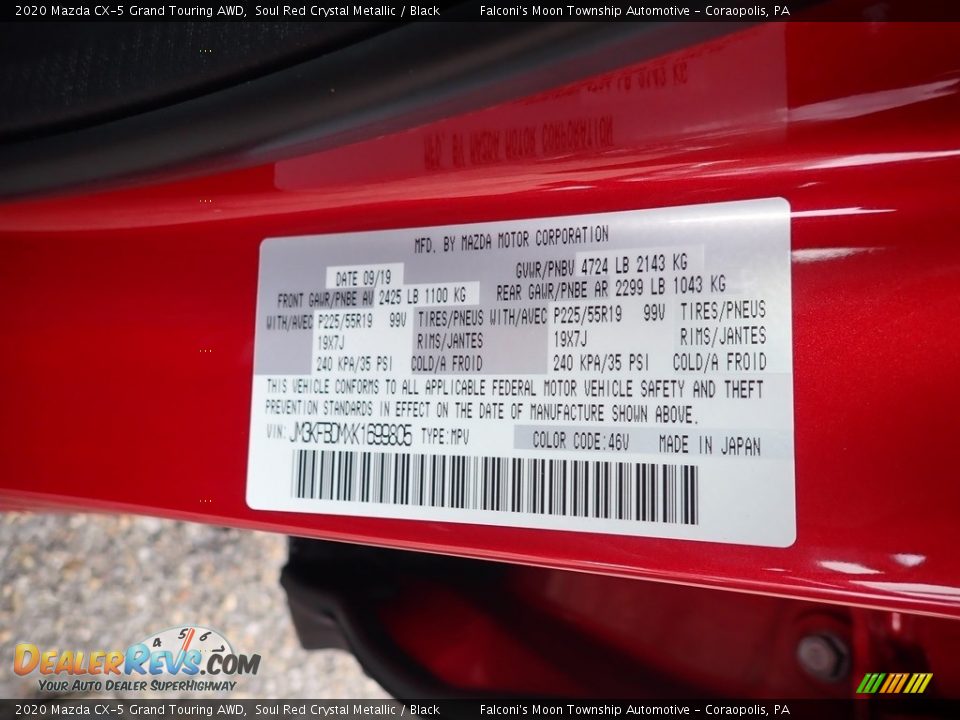 2020 Mazda CX-5 Grand Touring AWD, Soul Red Crystal Metallic / Black Falconi's Moon Township Automotive - Coraopolis, PA
MFD. BY MAZDA MOTOR CORPORATION
DATE 09/19 GVWR/PNBV 4724 LB 2143 KG
FRONT GAWR/PNBE AV 2425 LB 1100 KG REAR GAWR/PNBE AR 2299 LB 1043 KG
WITH/AVEC P225/55R19 99V TIRES/PNEUS WITH/AVEC P225/55R19 99V TIRES/PNEUS
19X7J RIMS/JANTES 19X7J RIMS/JANTES
240 KPA/35 PSI COLD/A FROID 240 KPA/35 PSI COLD/A FROID
THIS VEHICLE CONFORMS TO ALL APPLICABLE FEDERAL MOTOR VEHICLE SAFETY AND THEFT
PREVENTION STANDARDS IN EFFECT ON THE DATE OF MANUFACTURE SHOWN ABOVE.
VIN: JM3KFBDMXK1699805 TYPE:MPV COLOR CODE:46V MADE IN JAPAN
4 5 6
DealerRevs.com
Your Auto Dealer SuperHighway
2020 Mazda CX-5 Grand Touring AWD, Soul Red Crystal Metallic / Black Falconi's Moon Township Automotive - Coraopolis, PA